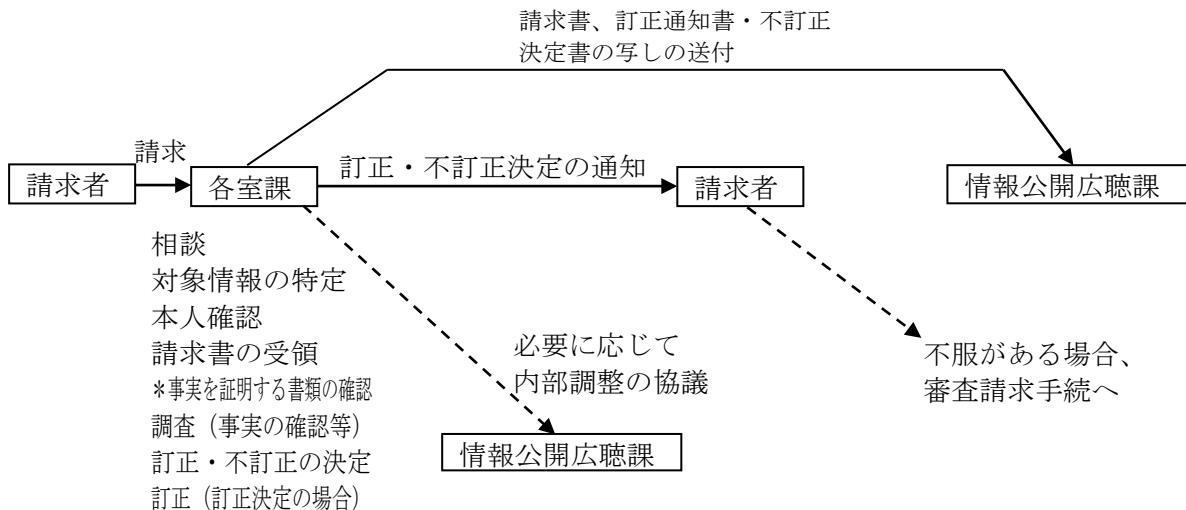 請求書、訂正通知書・不訂正
決定書の写しの送付
請求
訂正・不訂正決定の通知
請求者
各室課
請求者
情報公開広聴課
相談
対象情報の特定
本人確認
請求書の受領
＊事実を証明する書類の確認
調査（事実の確認等）
訂正・不訂正の決定
訂正（訂正決定の場合）
必要に応じて
内部調整の協議
情報公開広聴課
不服がある場合、
審査請求手続へ